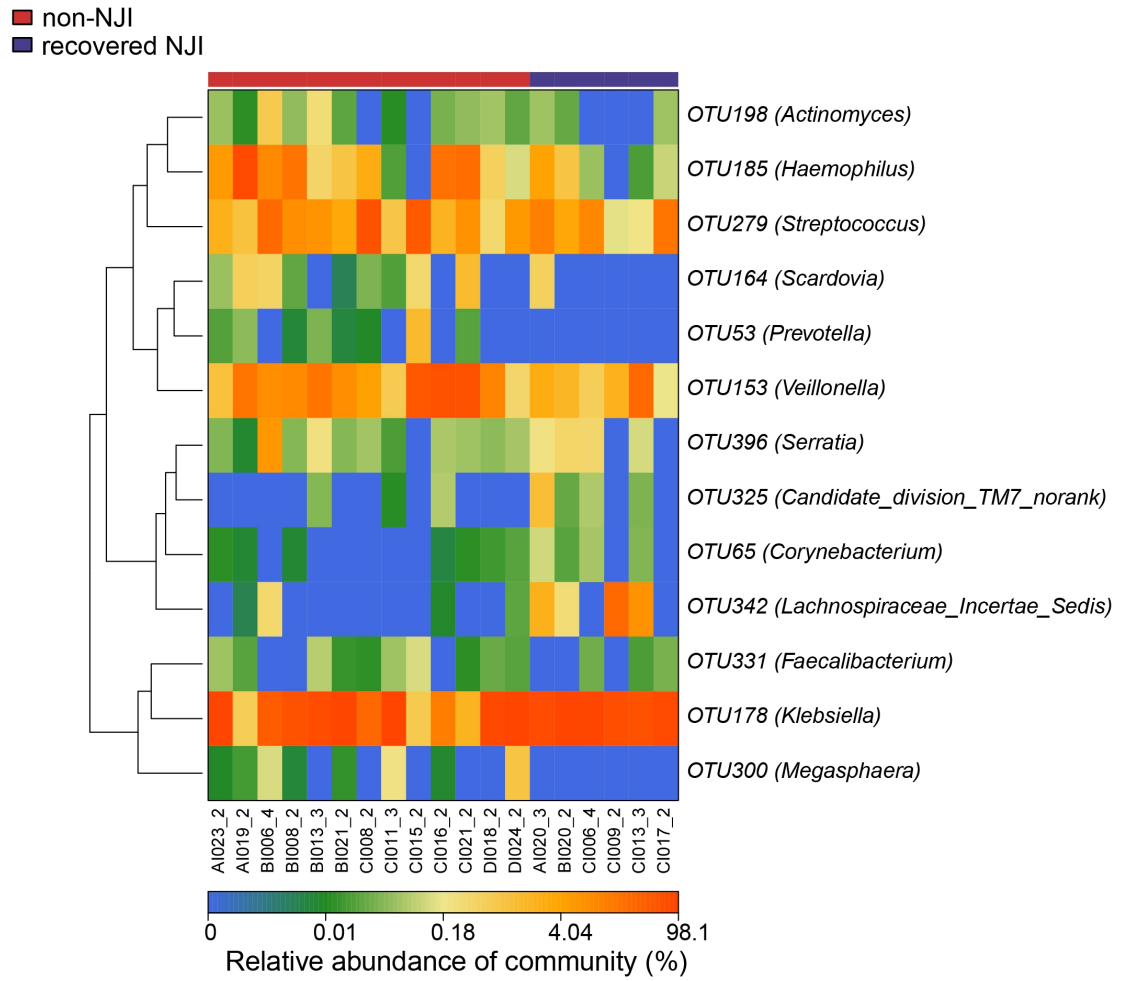 non-NJI
recovered NJI
OTU198 (Actinomyces)
OTU185 (Haemophilus)
OTU279 (Streptococcus)
OTU164 (Scardovia)
OTU53 (Prevotella)
OTU153 (Veillonella)
OTU396 (Serratia)
OTU325 (Candidate_division_TM7_norank)
OTU65 (Corynebacterium)
OTU342 (Lachnospiraceae_Incertae_Sedis)
OTU331 (Faecalibacterium)
OTU178 (Klebsiella)
OTU300 (Megasphaera)
AI023_2 AI019_2 BI006_4 BI008_2 BI013_3 BI021_2 CI008_2 CI011_3 CI015_2 CI016_2 CI021_2 DI018_2 DI024_2 AI020_3 BI020_2 CI006_4 CI009_2 CI013_3 CI017_2
0 0.01 0.18 4.04 98.1
Relative abundance of community (%)